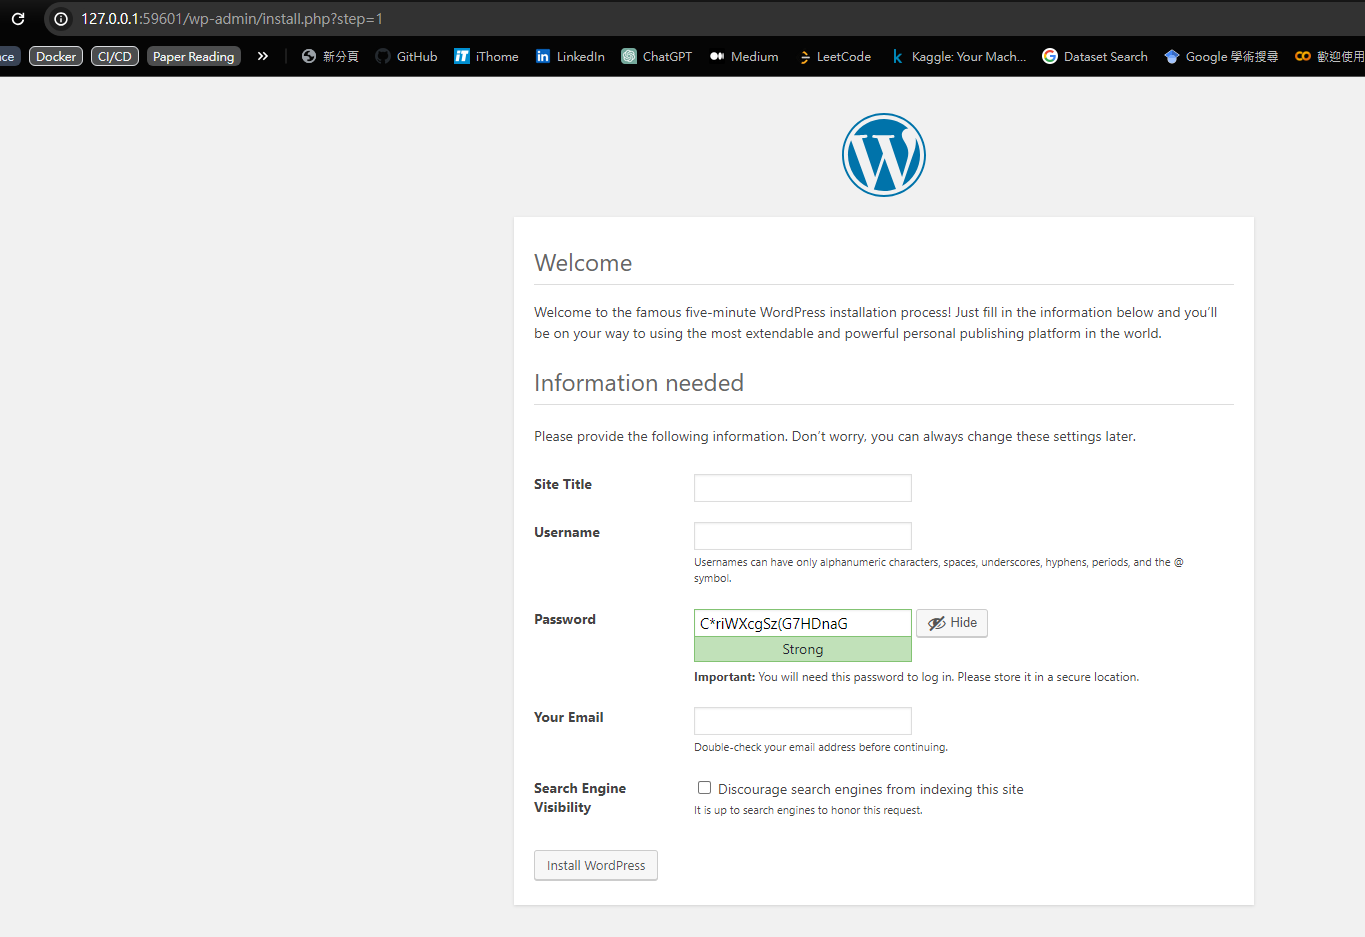 127.0.0.1:59601/wp-admin/install.php?step=1
ce Docker CI/CD Paper Reading » 新分頁 GitHub iThome LinkedIn ChatGPT Medium LeetCode Kaggle: Your Mach... Dataset Search Google 學術搜尋 歡迎使用
Welcome
Welcome to the famous five-minute WordPress installation process! Just fill in the information below and you’ll
be on your way to using the most extendable and powerful personal publishing platform in the world.
Information needed
Please provide the following information. Don’t worry, you can always change these settings later.
Site Title
Username
Usernames can have only alphanumeric characters, spaces, underscores, hyphens, periods, and the @
symbol.
Password C*riWXcgSz(G7HDnaG Hide
Strong
Important: You will need this password to log in. Please store it in a secure location.
Your Email
Double-check your email address before continuing.
Search Engine
Visibility
Discourage search engines from indexing this site
It is up to search engines to honor this request.
Install WordPress